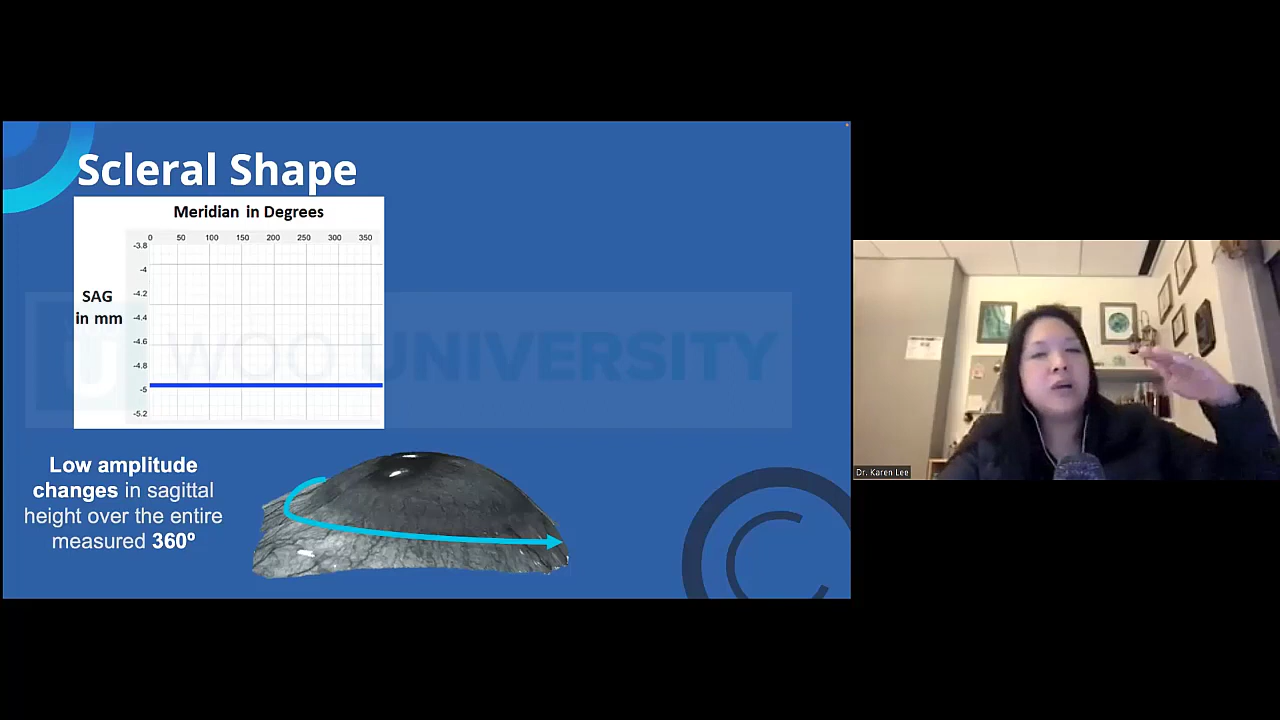 Scleral Shape
Meridian in Degrees
0 50 100 150 200 250 300 350
-3.8
-4
-4.2
SAG
in mm
-4.4
-4.6
-4.8
-5
-5.2
U WOO UNIVERSITY
Low amplitude
changes in sagittal
height over the entire
measured 360º
Dr. Karen Lee